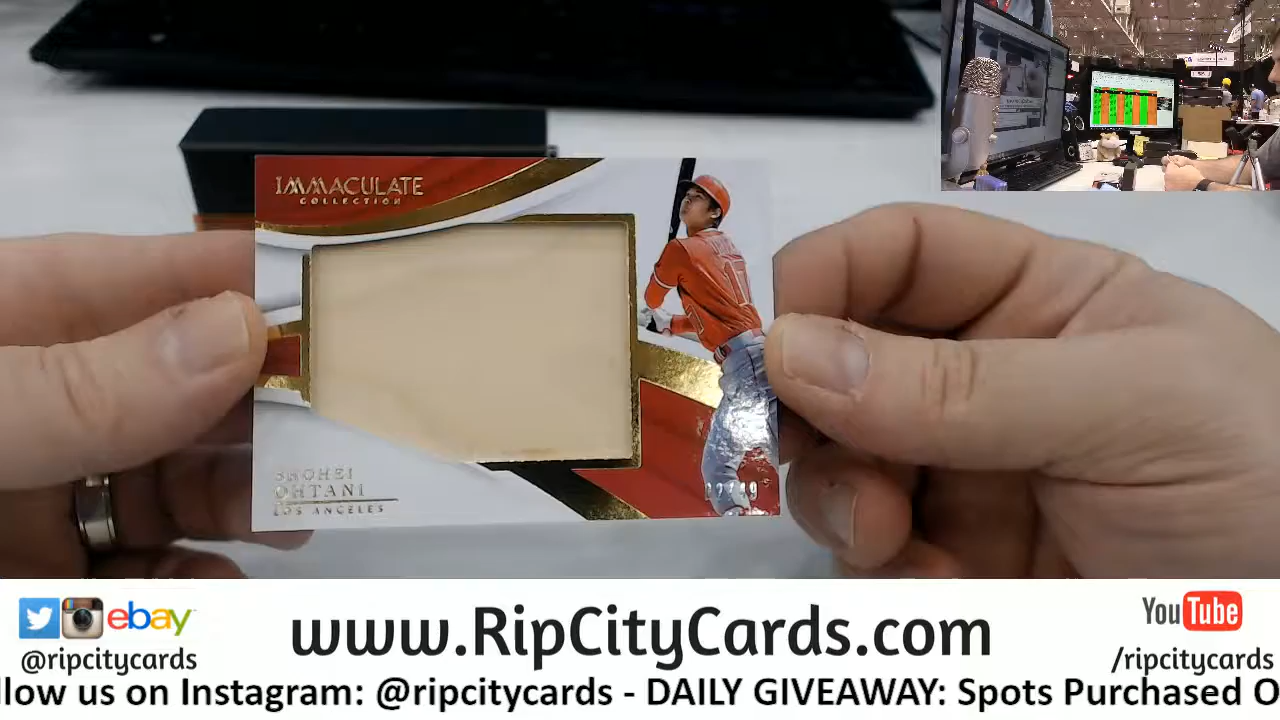 IMMACULATE
COLLECTION
17
SHOHEI
OHTANI
LOS ANGELES
ebay
@ripcitycards
www.RipCityCards.com
YouTube
/ripcitycards
llow us on Instagram: @ripcitycards - DAILY GIVEAWAY: Spots Purchased O